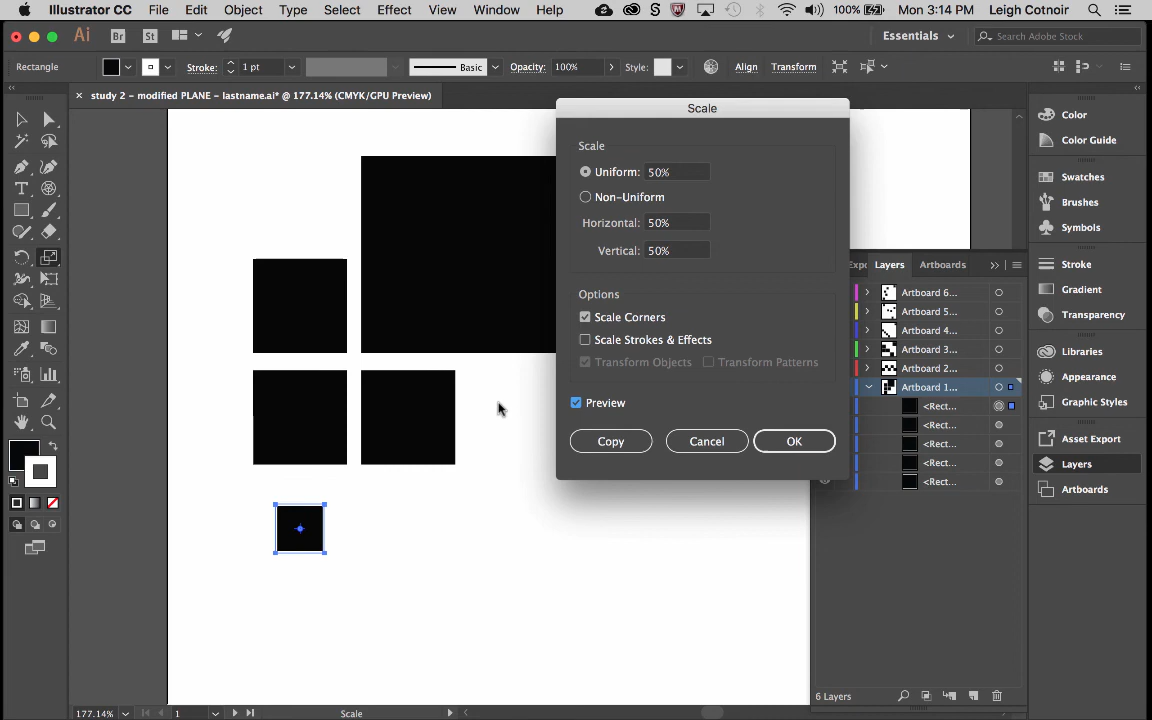 Illustrator CC File Edit Object Type Select Effect View Window Help 100% Mon 3:14 PM Leigh Cotnoir
Ai Br St Essentials Search Adobe Stock
Rectangle Stroke: 1 pt Basic Opacity: 100% Style: Align Transform
× study 2 - modified PLANE - lastname.ai* @ 177.14% (CMYK/GPU Preview)
Scale
Scale
Uniform: 50%
Non-Uniform
Horizontal: 50%
Vertical: 50%
Options
Scale Corners
Scale Strokes & Effects
Transform Objects Transform Patterns
Preview
Copy Cancel OK
Color
Color Guide
Swatches
Brushes
Symbols
Stroke
Gradient
Transparency
Libraries
Appearance
Graphic Styles
Asset Export
Layers
Artboards
Expo Layers Artboards
Artboard 6...
Artboard 5...
Artboard 4...
Artboard 3...
Artboard 2...
Artboard 1...
<Rect...
<Rect...
<Rect...
<Rect...
<Rect...
6 Layers
177.14% 1 Scale